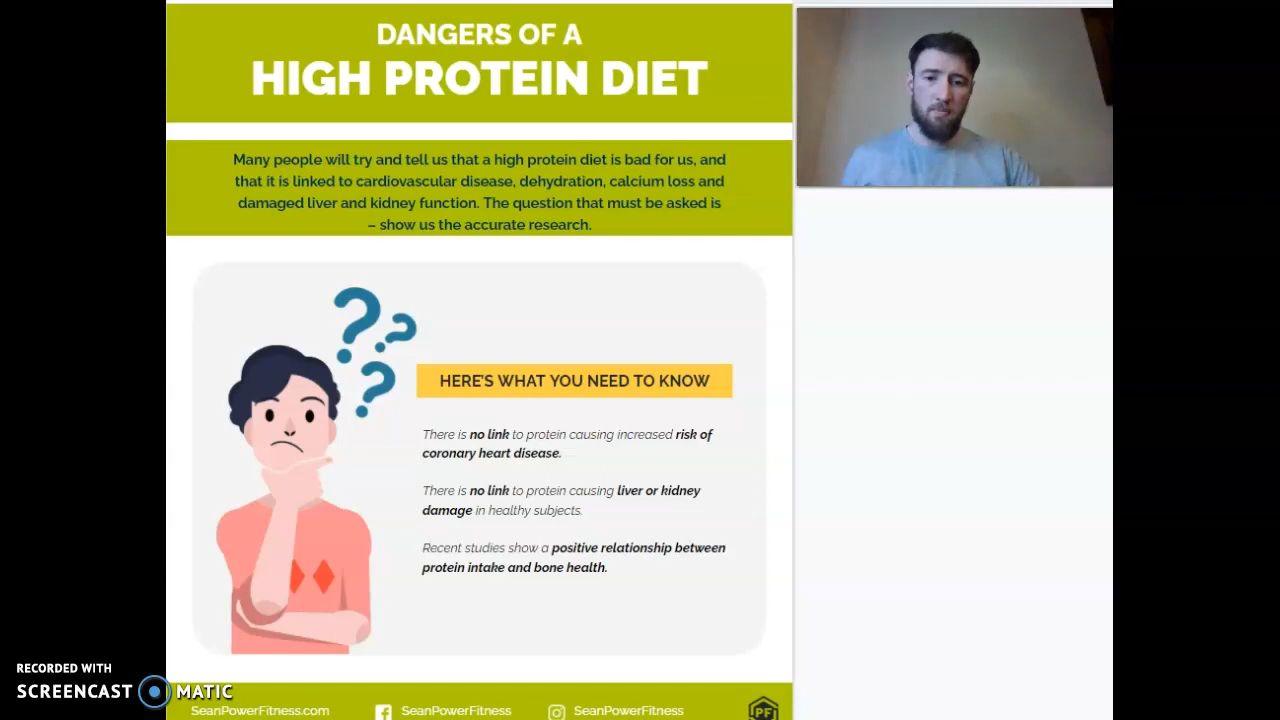 DANGERS OF A
HIGH PROTEIN DIET
Many people will try and tell us that a high protein diet is bad for us, and
that it is linked to cardiovascular disease, dehydration, calcium loss and
damaged liver and kidney function. The question that must be asked is
– show us the accurate research.
HERE'S WHAT YOU NEED TO KNOW
There is no link to protein causing increased risk of
coronary heart disease.
There is no link to protein causing liver or kidney
damage in healthy subjects.
Recent studies show a positive relationship between
protein intake and bone health.
RECORDED WITH
SCREENCAST MATIC
SeanPowerFitness.com
SeanPowerFitness
SeanPowerFitness
PF